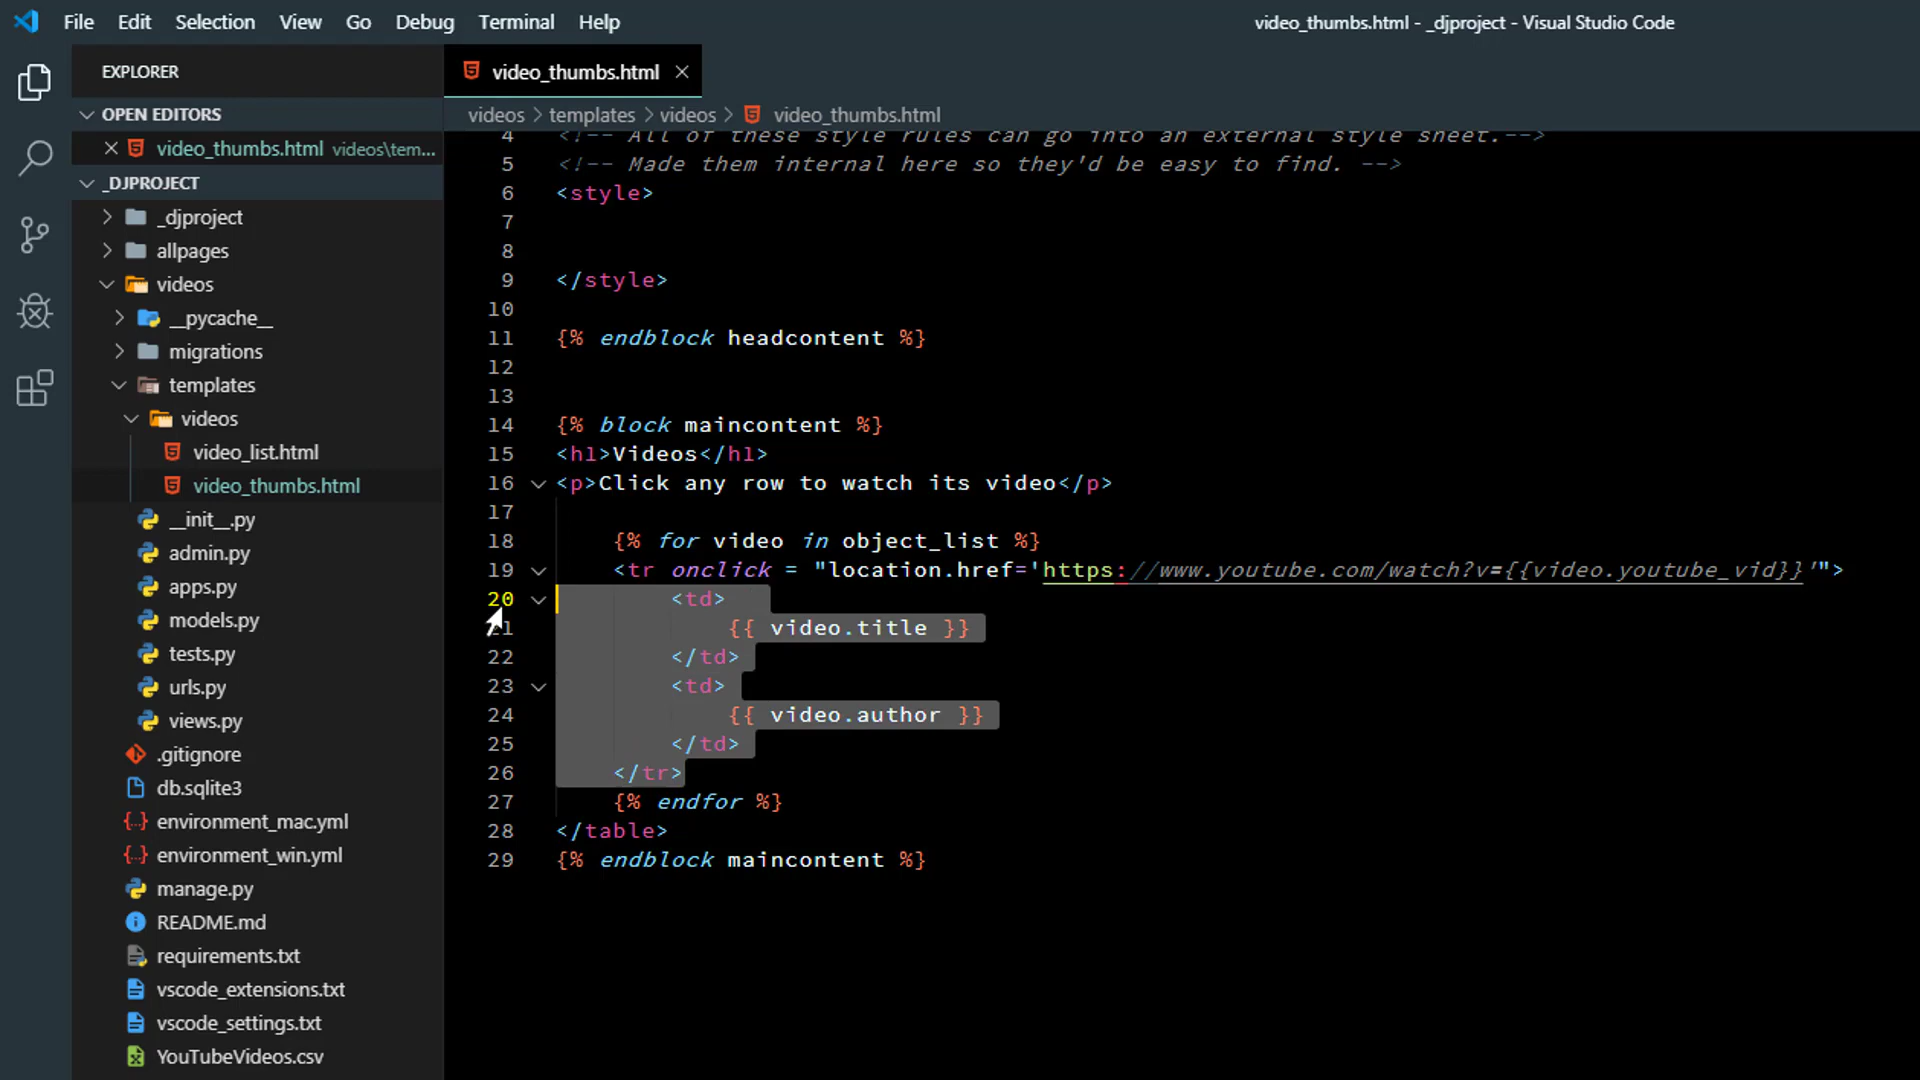 File Edit Selection View Go Debug Terminal Help
video_thumbs.html - _djproject - Visual Studio Code
EXPLORER
OPEN EDITORS
video_thumbs.html videos\tem...
_DJPROJECT
_djproject
allpages
videos
__pycache__
migrations
templates
videos
video_list.html
video_thumbs.html
__init__.py
admin.py
apps.py
models.py
tests.py
urls.py
views.py
.gitignore
db.sqlite3
environment_mac.yml
environment_win.yml
manage.py
README.md
requirements.txt
vscode_extensions.txt
vscode_settings.txt
YouTubeVideos.csv
video_thumbs.html
videos > templates > videos > video_thumbs.html
4 <!-- All of these style rules can go into an external style sheet.-->
5 <!-- Made them internal here so they'd be easy to find. -->
6 <style>
7
8
9 </style>
10
11 {% endblock headcontent %}
12
13
14 {% block maincontent %}
15 <h1>Videos</h1>
16 <p>Click any row to watch its video</p>
17
18 {% for video in object_list %}
19 <tr onclick = "location.href='https://www.youtube.com/watch?v={{video.youtube_vid}}'">
20 <td>
21 {{ video.title }}
22 </td>
23 <td>
24 {{ video.author }}
25 </td>
26 </tr>
27 {% endfor %}
28 </table>
29 {% endblock maincontent %}